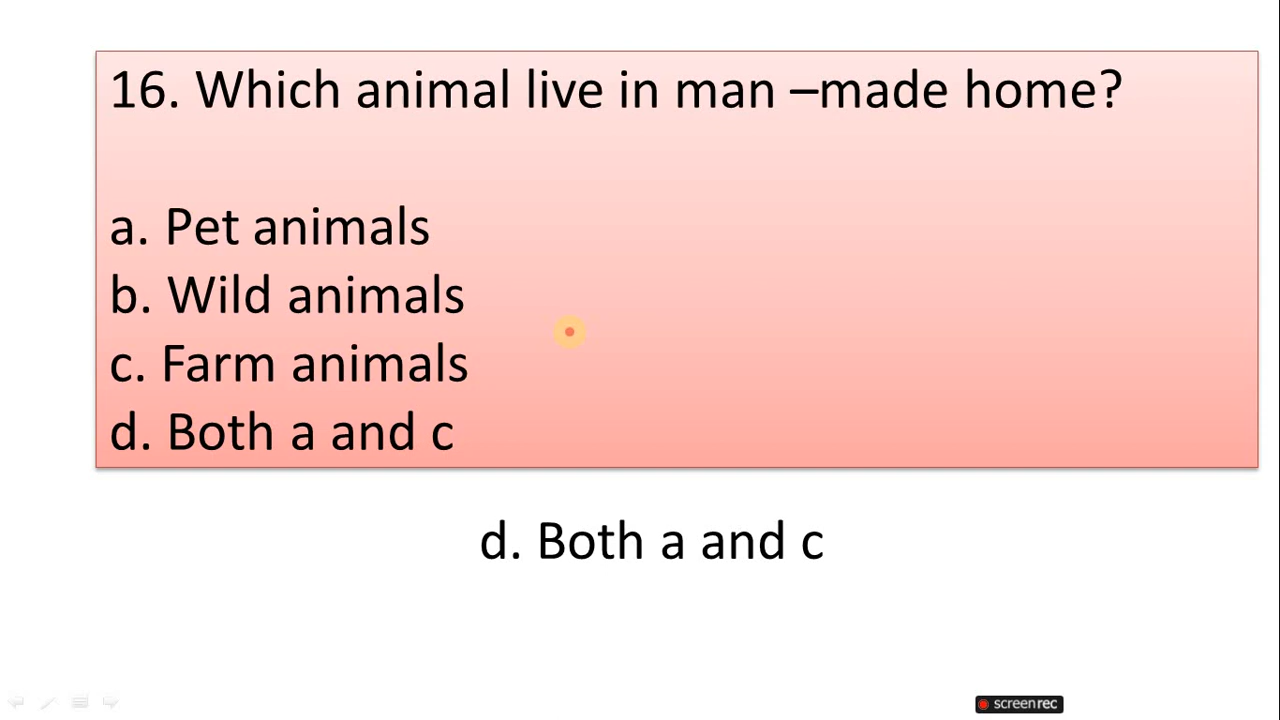 16. Which animal live in man –made home?
a. Pet animals
b. Wild animals
c. Farm animals
d. Both a and c
d. Both a and c
screenrec